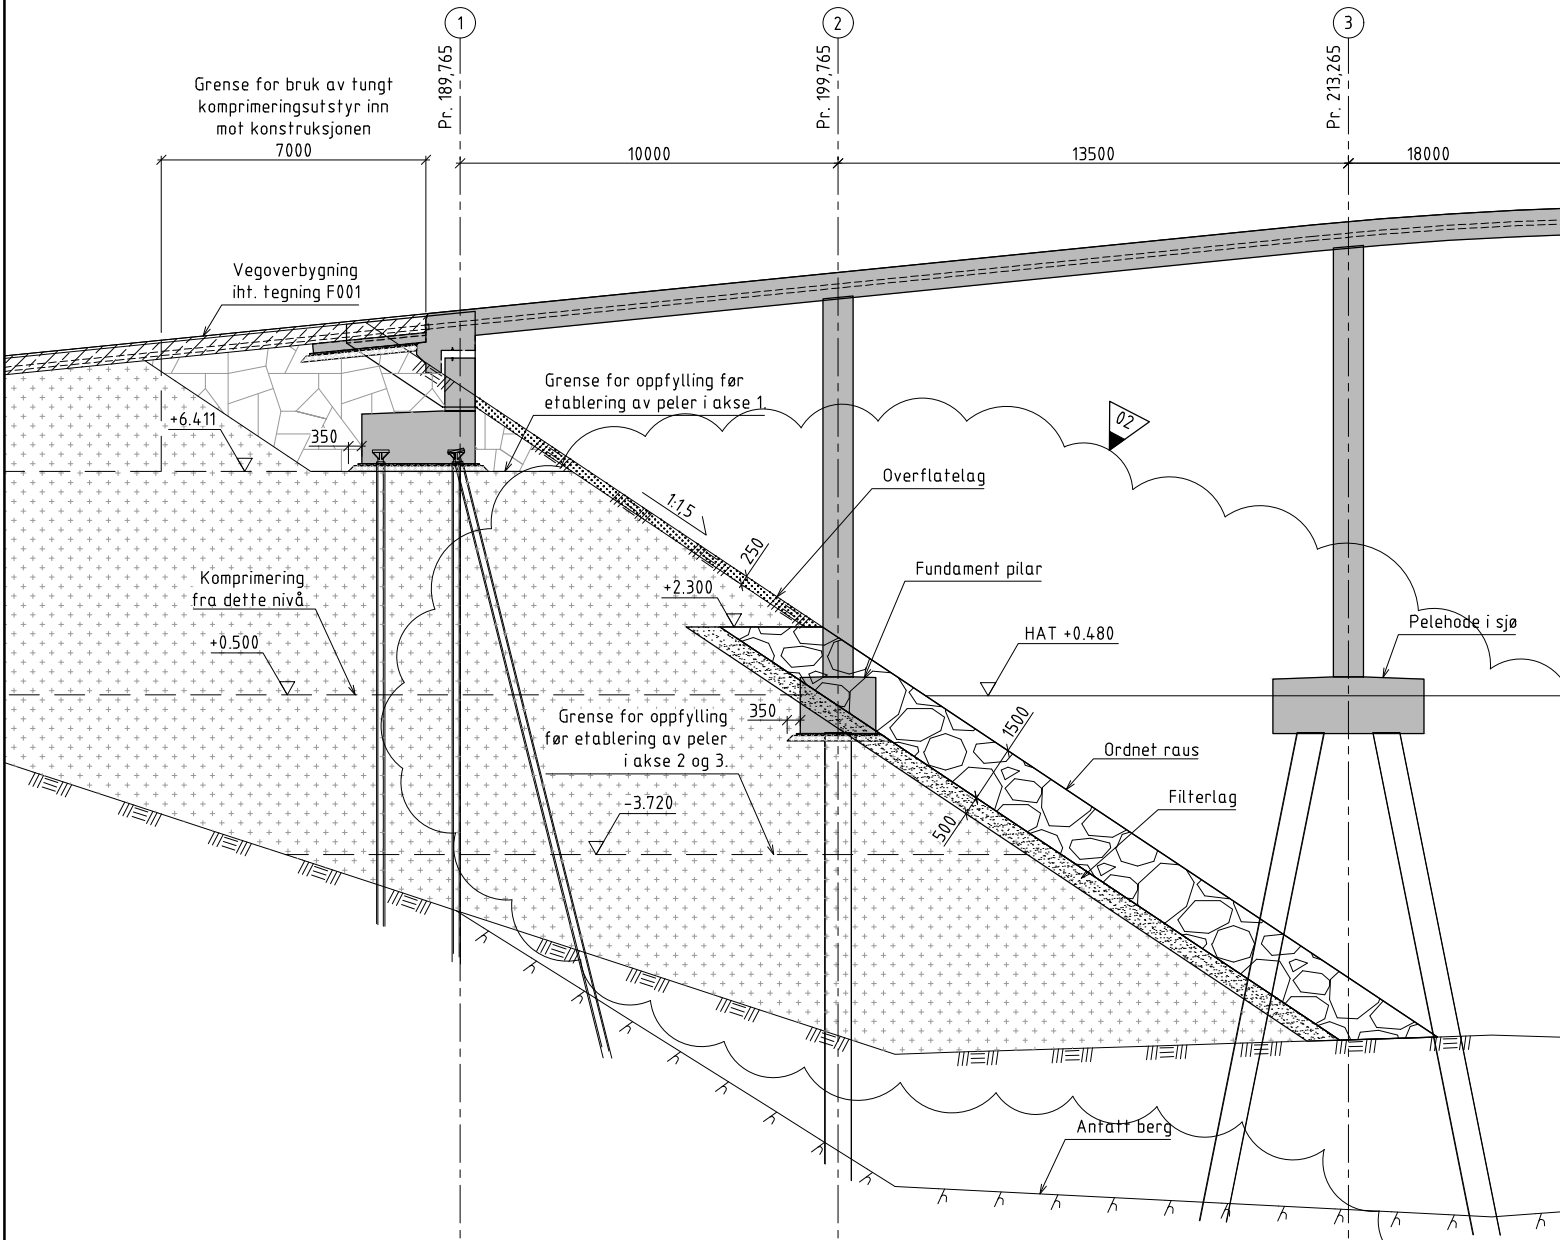 1
2
3
Pr. 189,765
Pr. 199,765
Pr. 213,265
Grense for bruk av tungt
komprimeringsutstyr inn
mot konstruksjonen
7000
10000
13500
18000
Vegoverbygning
iht. tegning F001
Grense for oppfylling før
etablering av peler i akse 1.
02
+6.411
350
Overflatelag
1:1,5
250
Fundament pilar
Komprimering
fra dette nivå
+2.300
+0.500
HAT +0.480
Pelehode i sjø
350
Grense for oppfylling
før etablering av peler
i akse 2 og 3.
1500
Ordnet raus
-3.720
500
Filterlag
Antatt berg